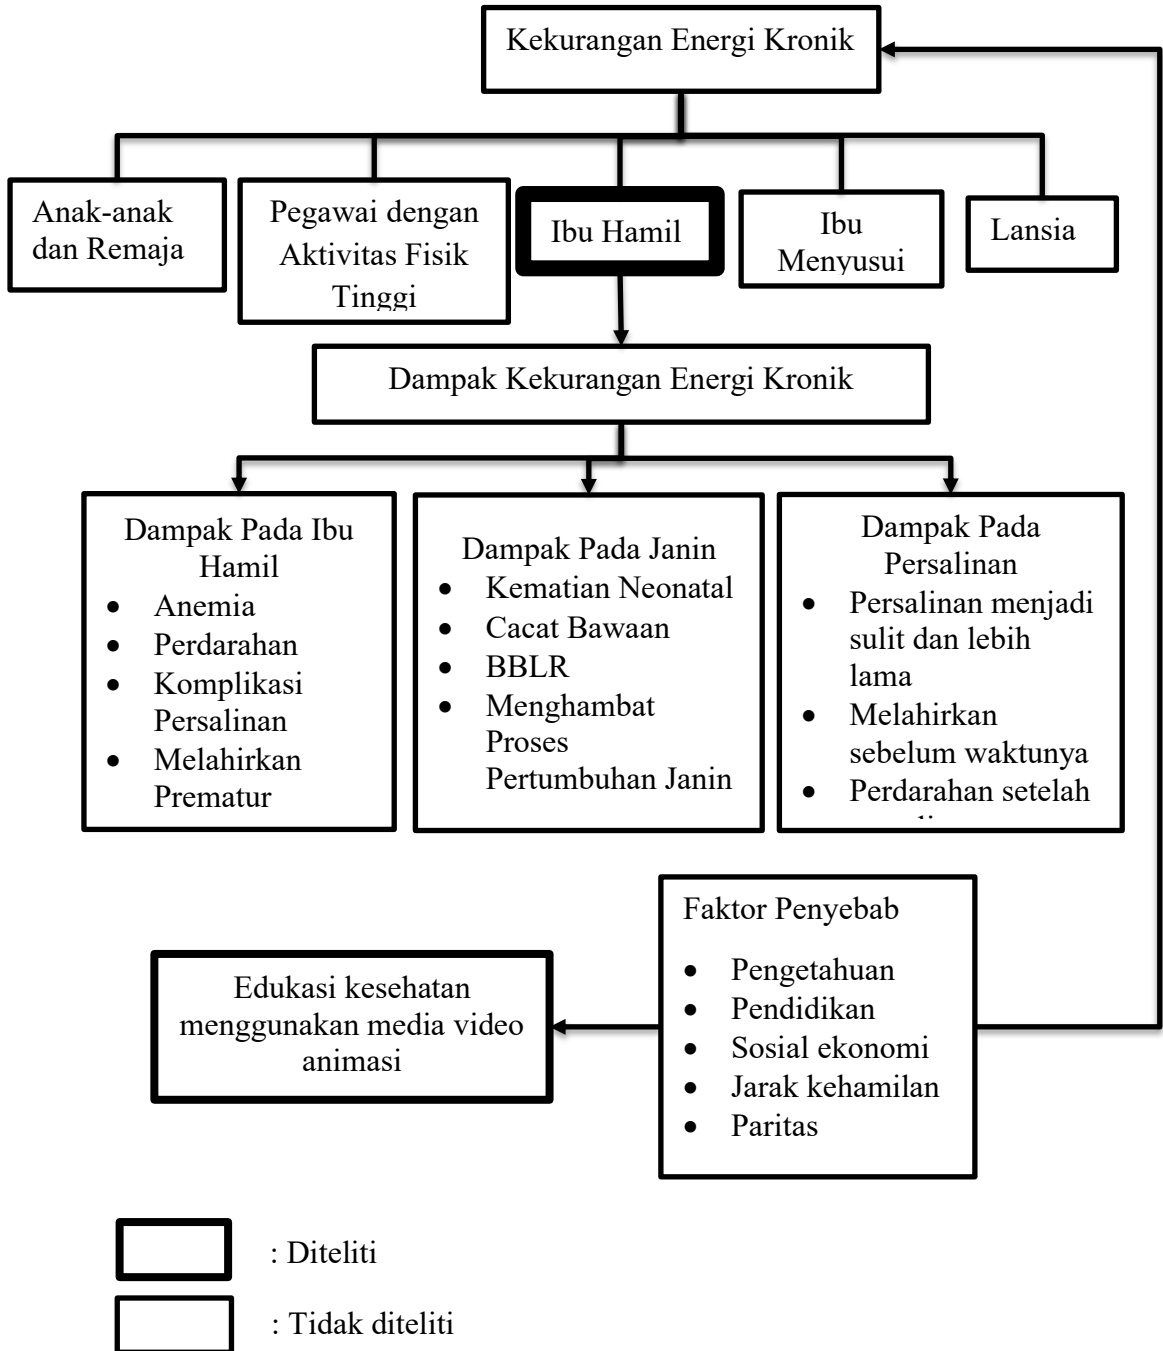 Kekurangan Energi Kronik
Anak-anak
dan Remaja
Pegawai dengan
Aktivitas Fisik
Tinggi
Ibu Hamil
Ibu
Menyusui
Lansia
Dampak Kekurangan Energi Kronik
Dampak Pada Ibu
Hamil
• Anemia
• Perdarahan
• Komplikasi
Persalinan
• Melahirkan
Prematur
Dampak Pada Janin
• Kematian Neonatal
• Cacat Bawaan
• BBLR
• Menghambat
Proses
Pertumbuhan Janin
Dampak Pada
Persalinan
• Persalinan menjadi
sulit dan lebih
lama
• Melahirkan
sebelum waktunya
• Perdarahan setelah
Faktor Penyebab
• Pengetahuan
• Pendidikan
• Sosial ekonomi
• Jarak kehamilan
• Paritas
Edukasi kesehatan
menggunakan media video
animasi
: Diteliti
: Tidak diteliti